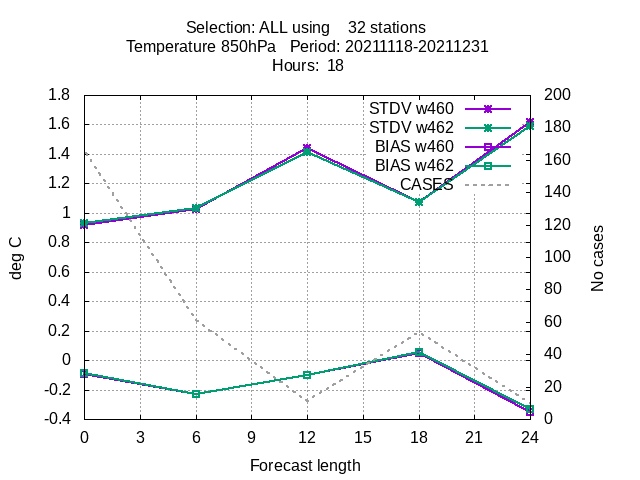 Selection: ALL using    32 stations
Temperature 850hPa   Period: 20211118-20211231
Hours:  18
1.8
1.6
1.4
1.2
1
0.8
0.6
0.4
0.2
0
-0.2
-0.4
deg C
STDV w460
STDV w462
BIAS w460
BIAS w462
CASES
200
180
160
140
120
100
80
60
40
20
0
No cases
0 3 6 9 12 15 18 21 24
Forecast length